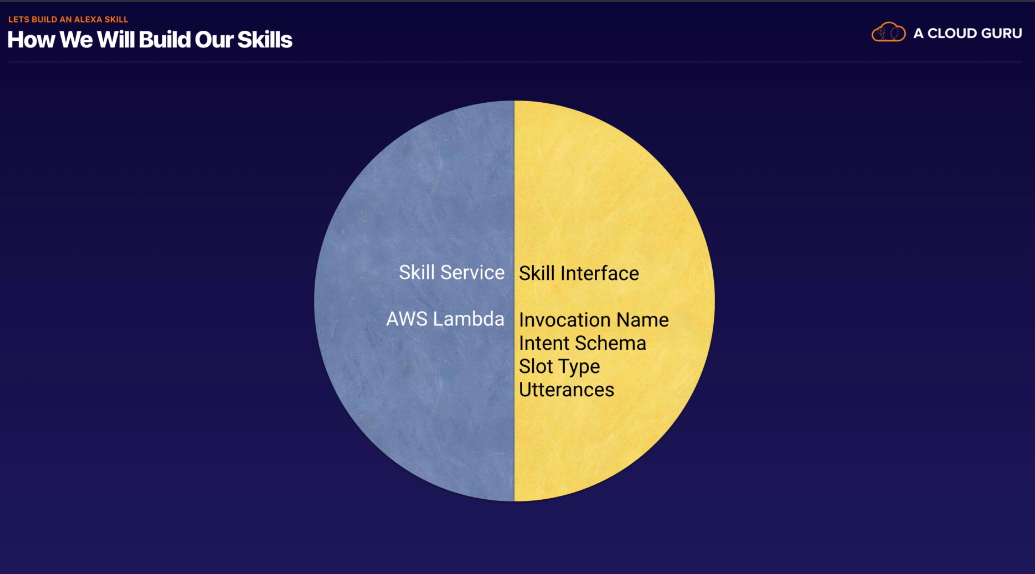 LETS BUILD AN ALEXA SKILL
How We Will Build Our Skills
A CLOUD GURU
Skill Service
AWS Lambda
Skill Interface
Invocation Name
Intent Schema
Slot Type
Utterances